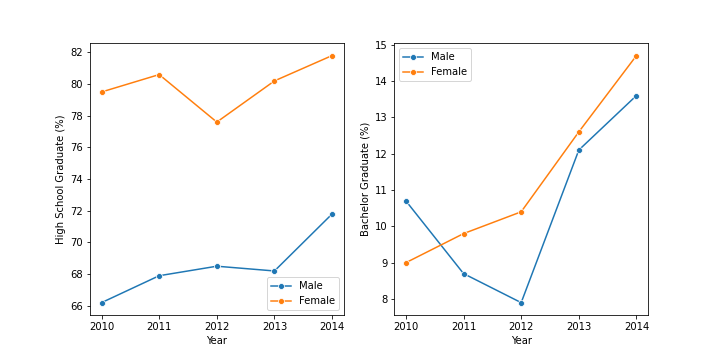 82
80
78
76
74
72
70
68
66
High School Graduate (%)
2010 2011 2012 2013 2014
Year
Male
Female
15
14
13
12
11
10
9
8
Bachelor Graduate (%)
2010 2011 2012 2013 2014
Year
Male
Female